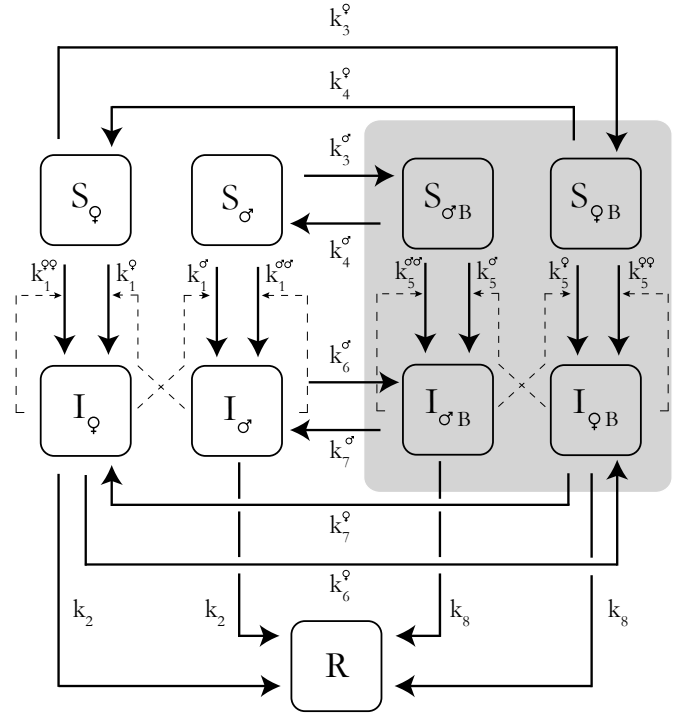 k₃♀
k₄♀
S♀ S♂ k₃♂ S♂B S♀B
k₄♂
k₁♀♀ k₁♀ k₁♂ k₁♂♂ k₅♂♂ k₅♂ k₅♀ k₅♀♀
k₆♂
I♀ I♂ I♂B I♀B
k₇♂
k₇♀
k₆♀
k₂ k₂ k₈ k₈
R